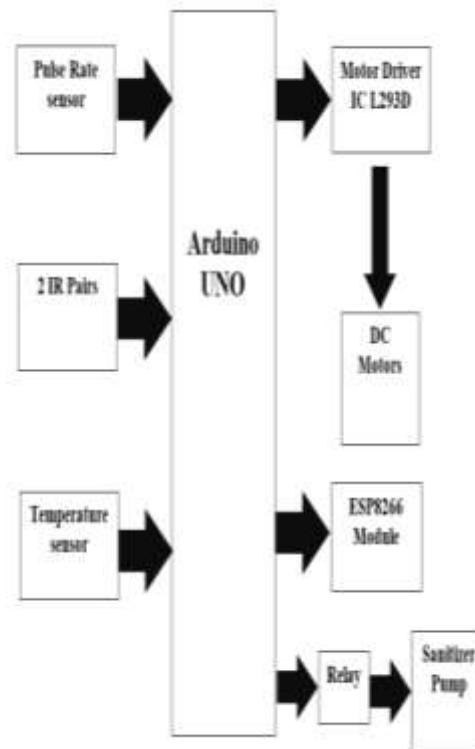 Pulse Rate
sensor
Motor Driver
IC L293D
Arduino
UNO
2 IR Pairs
DC
Motors
Temperature
sensor
ESP8266
Module
Relay
Sanitizer
Pump